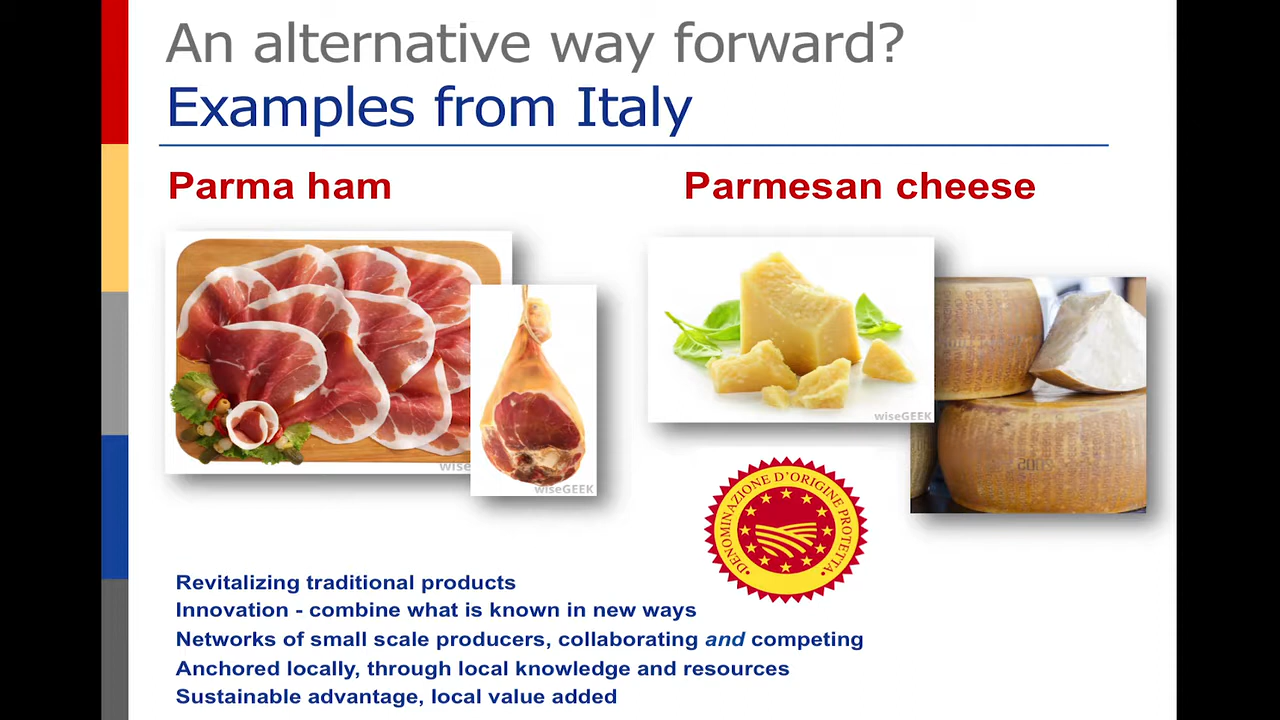 An alternative way forward?
Examples from Italy
Parma ham
Parmesan cheese
wise
wiseGEEK
wiseGEEK
2005
DENOMINAZIONE D'ORIGINE PROTETTA
Revitalizing traditional products
Innovation - combine what is known in new ways
Networks of small scale producers, collaborating and competing
Anchored locally, through local knowledge and resources
Sustainable advantage, local value added